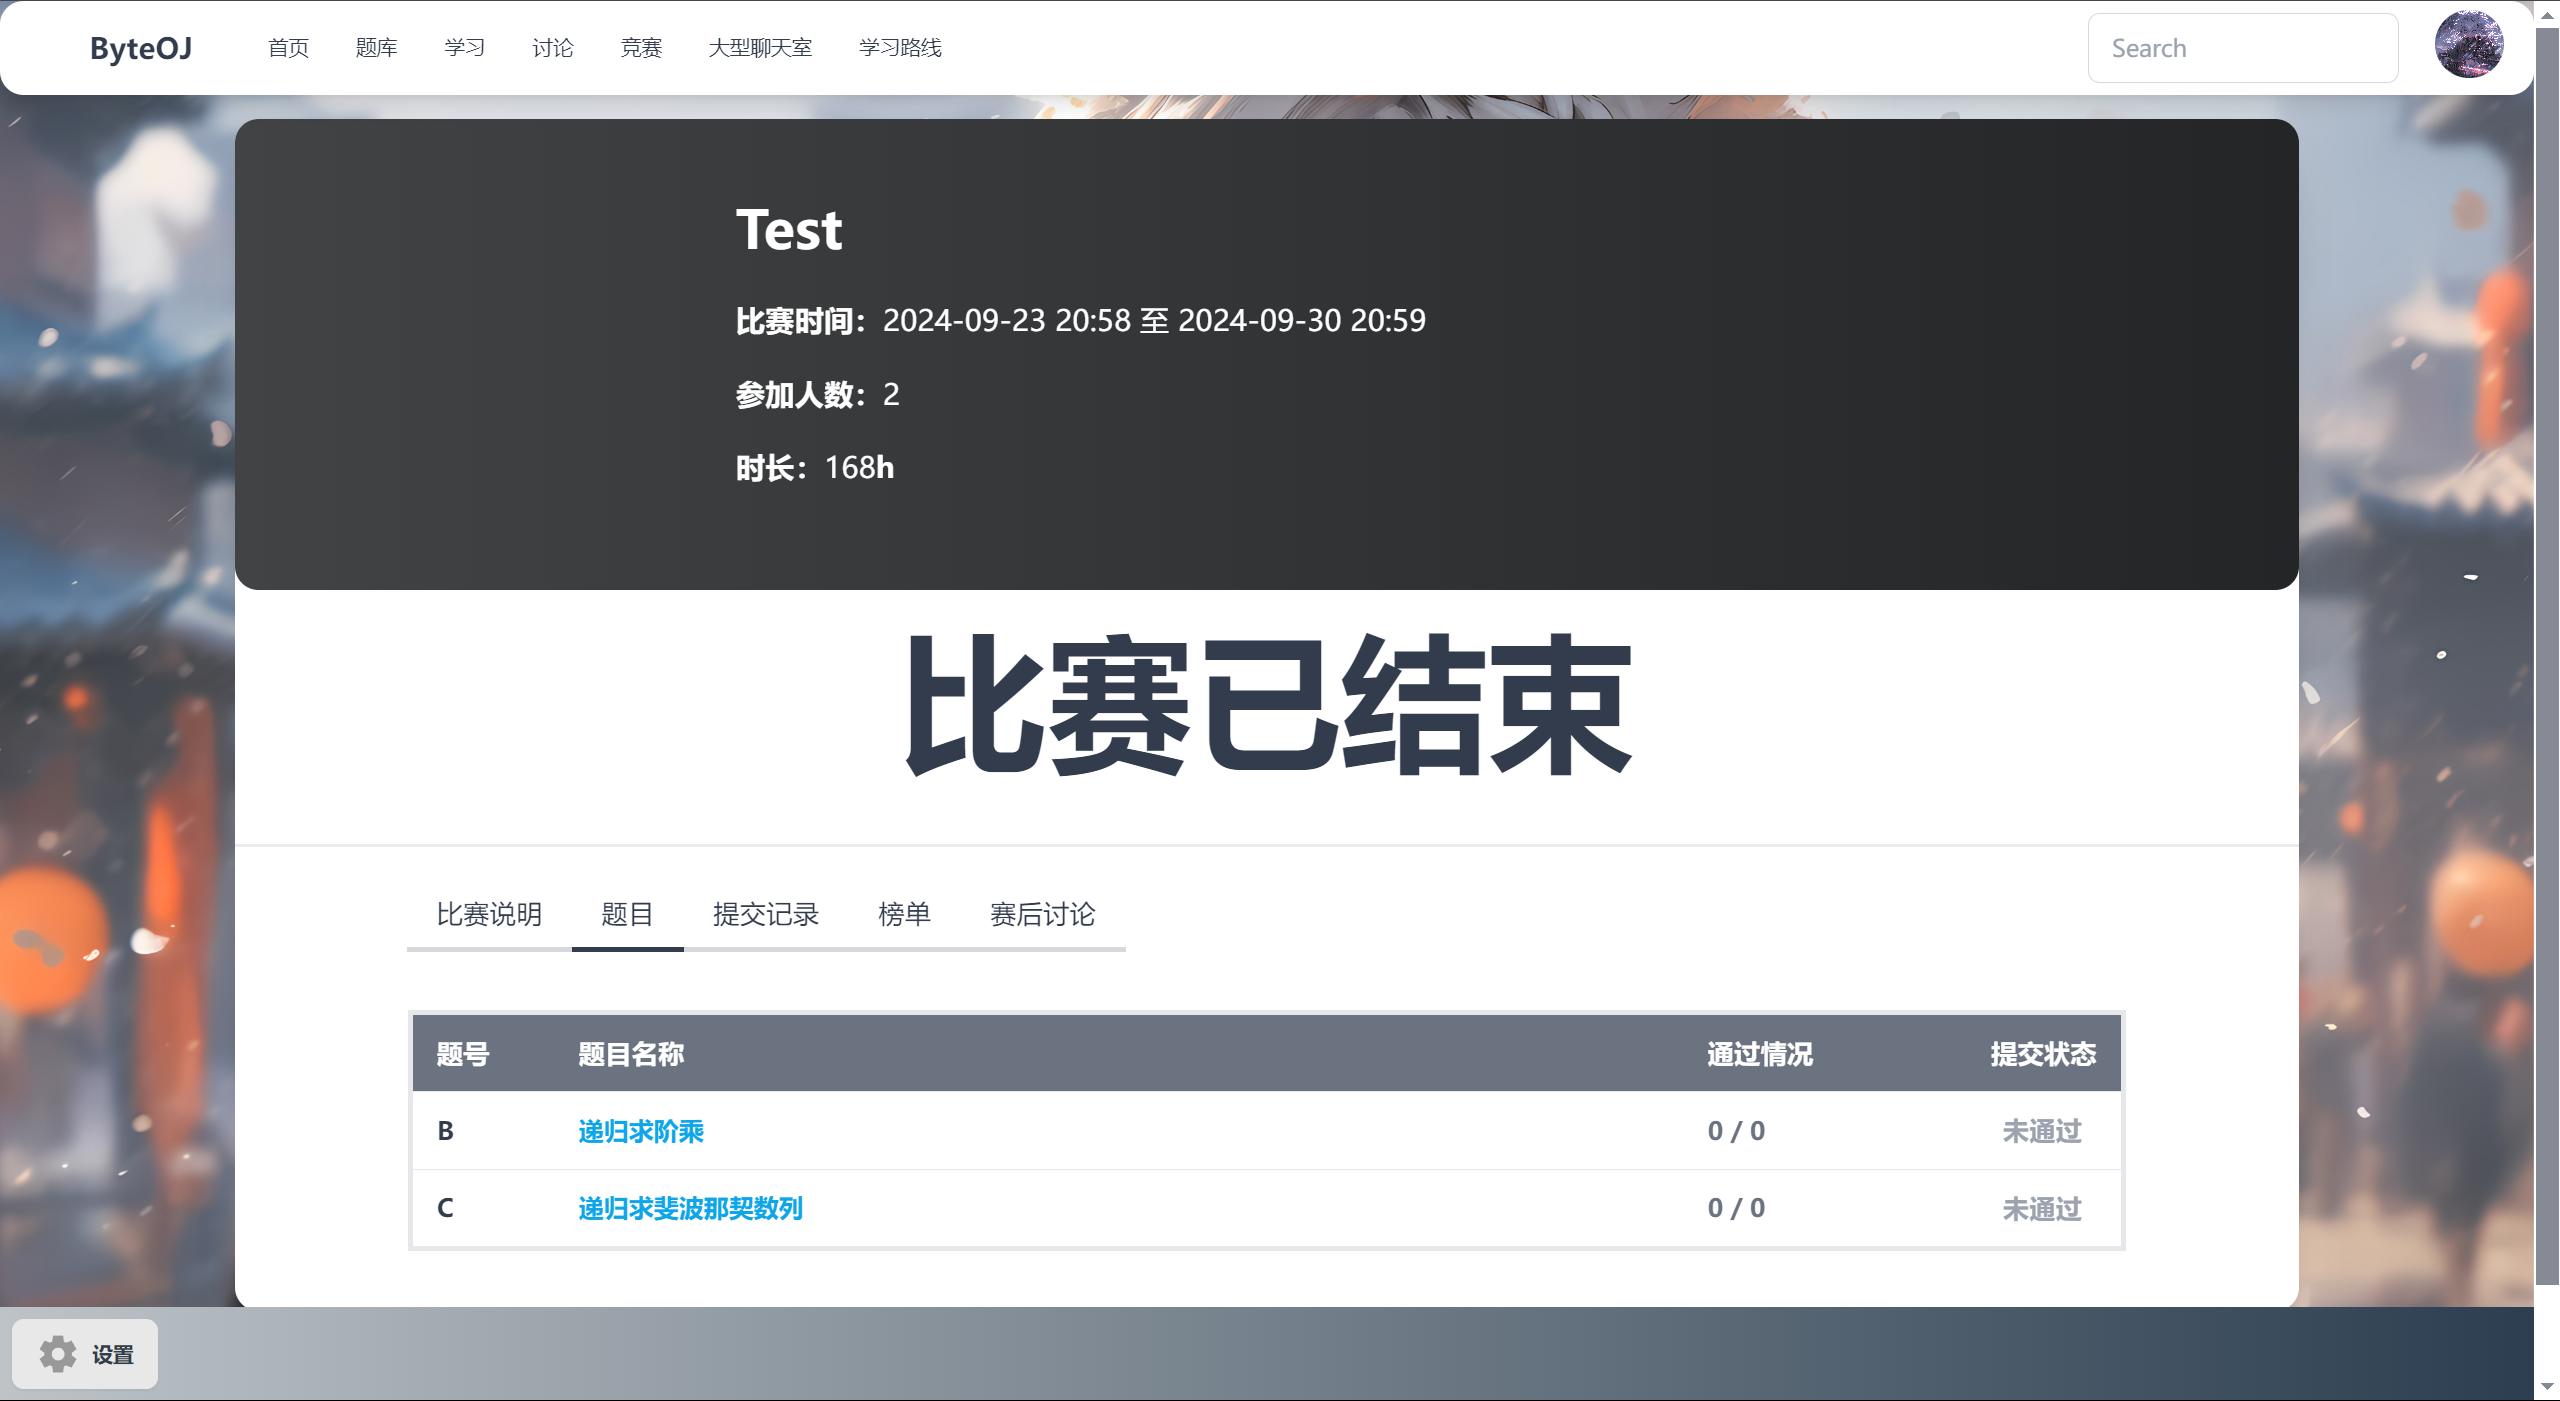 ByteOJ 首页 题库 学习 讨论 竞赛 大型聊天室 学习路线 Search
Test
比赛时间：2024-09-23 20:58 至 2024-09-30 20:59
参加人数：2
时长：168h
比赛已结束
比赛说明 题目 提交记录 榜单 赛后讨论
题号 题目名称 通过情况 提交状态
B 递归求阶乘 0 / 0 未通过
C 递归求斐波那契数列 0 / 0 未通过
设置